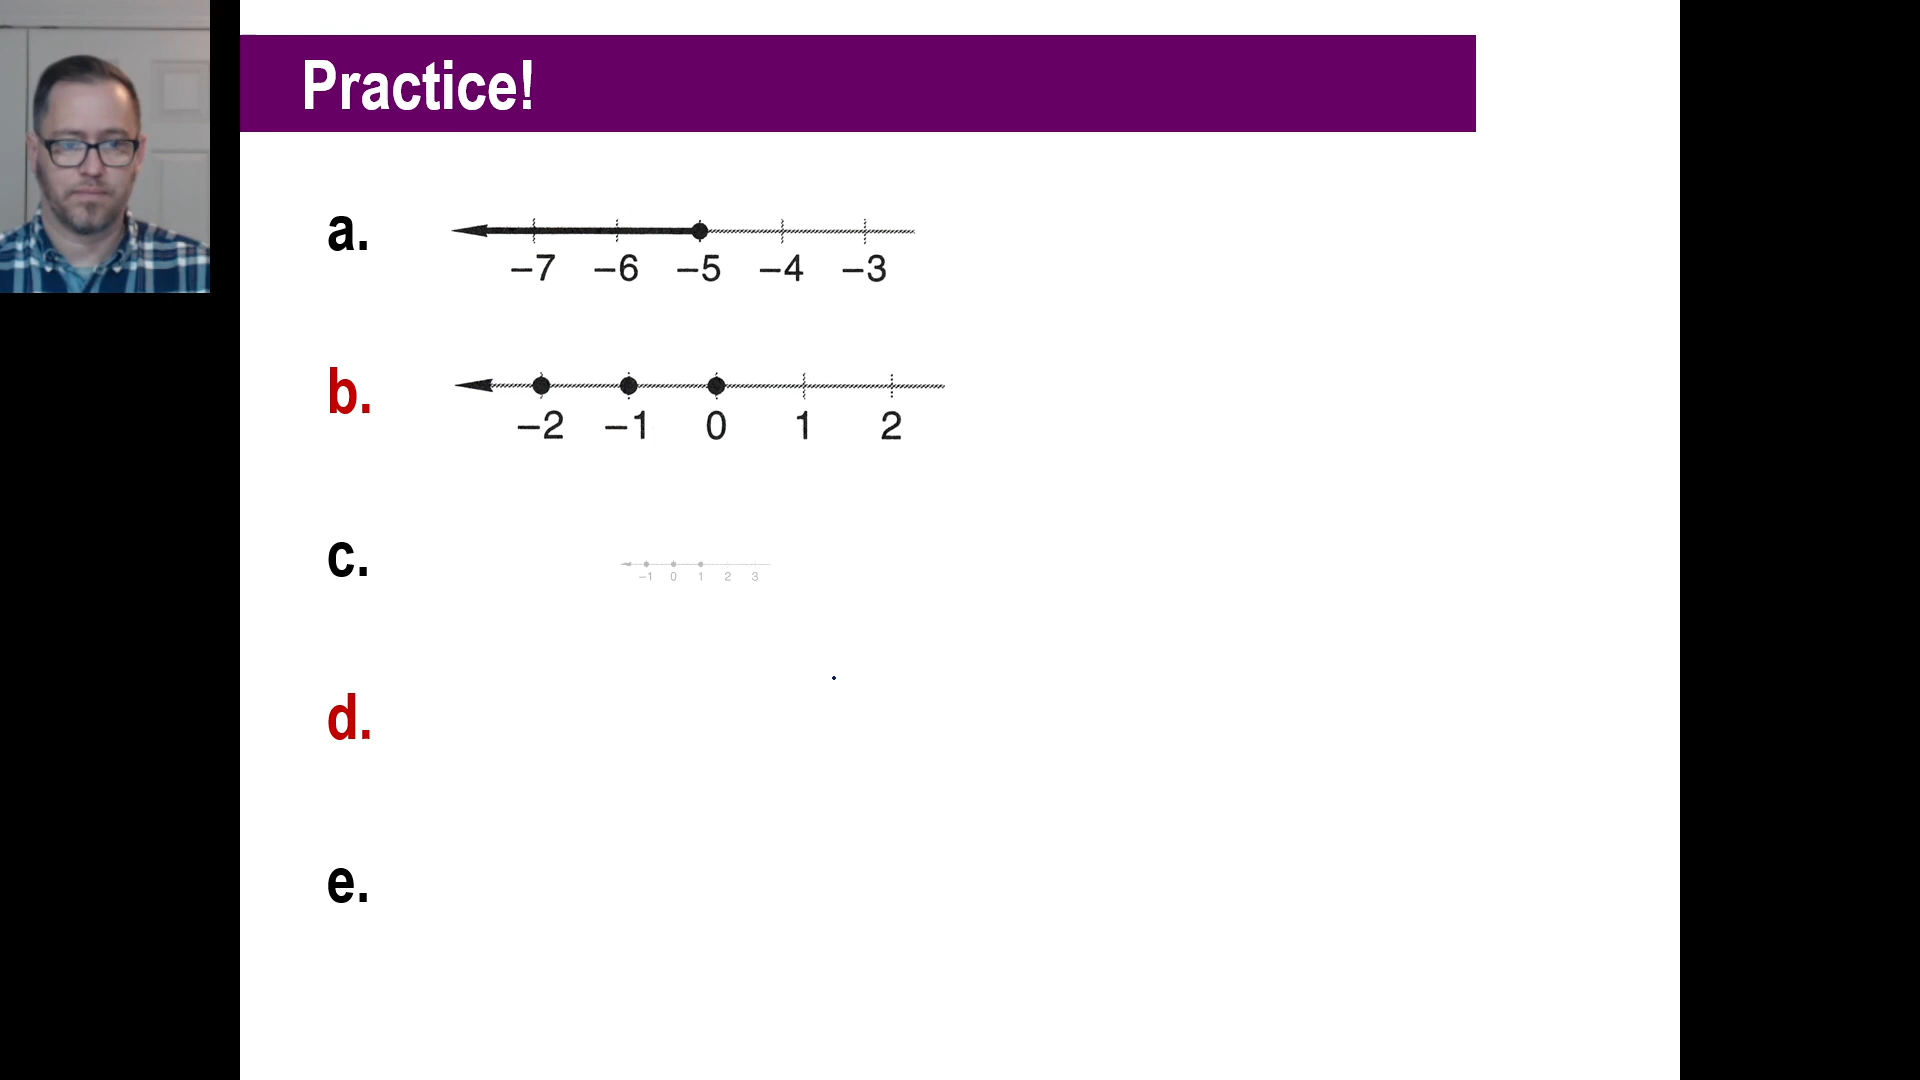 Practice!
a.
−7 −6 −5 −4 −3
b.
−2 −1 0 1 2
c.
−1 0 1 2 3
d.
e.